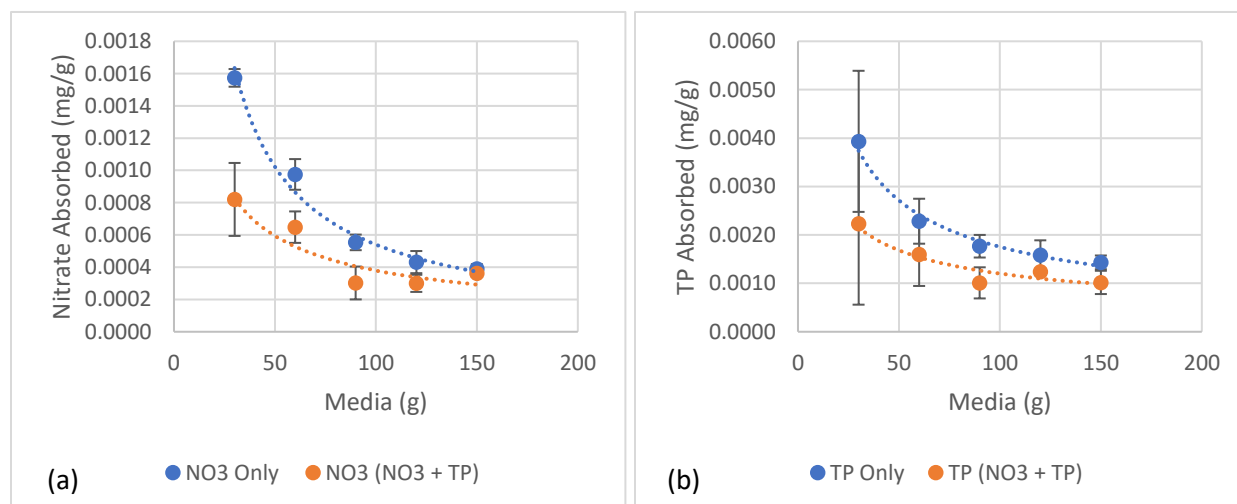 0.0018
0.0016
0.0014
0.0012
0.0010
0.0008
0.0006
0.0004
0.0002
0.0000
Nitrate Absorbed (mg/g)
0 50 100 150 200
Media (g)
(a)
NO3 Only NO3 (NO3 + TP)
0.0060
0.0050
0.0040
0.0030
0.0020
0.0010
0.0000
TP Absorbed (mg/g)
0 50 100 150 200
Media (g)
(b)
TP Only TP (NO3 + TP)